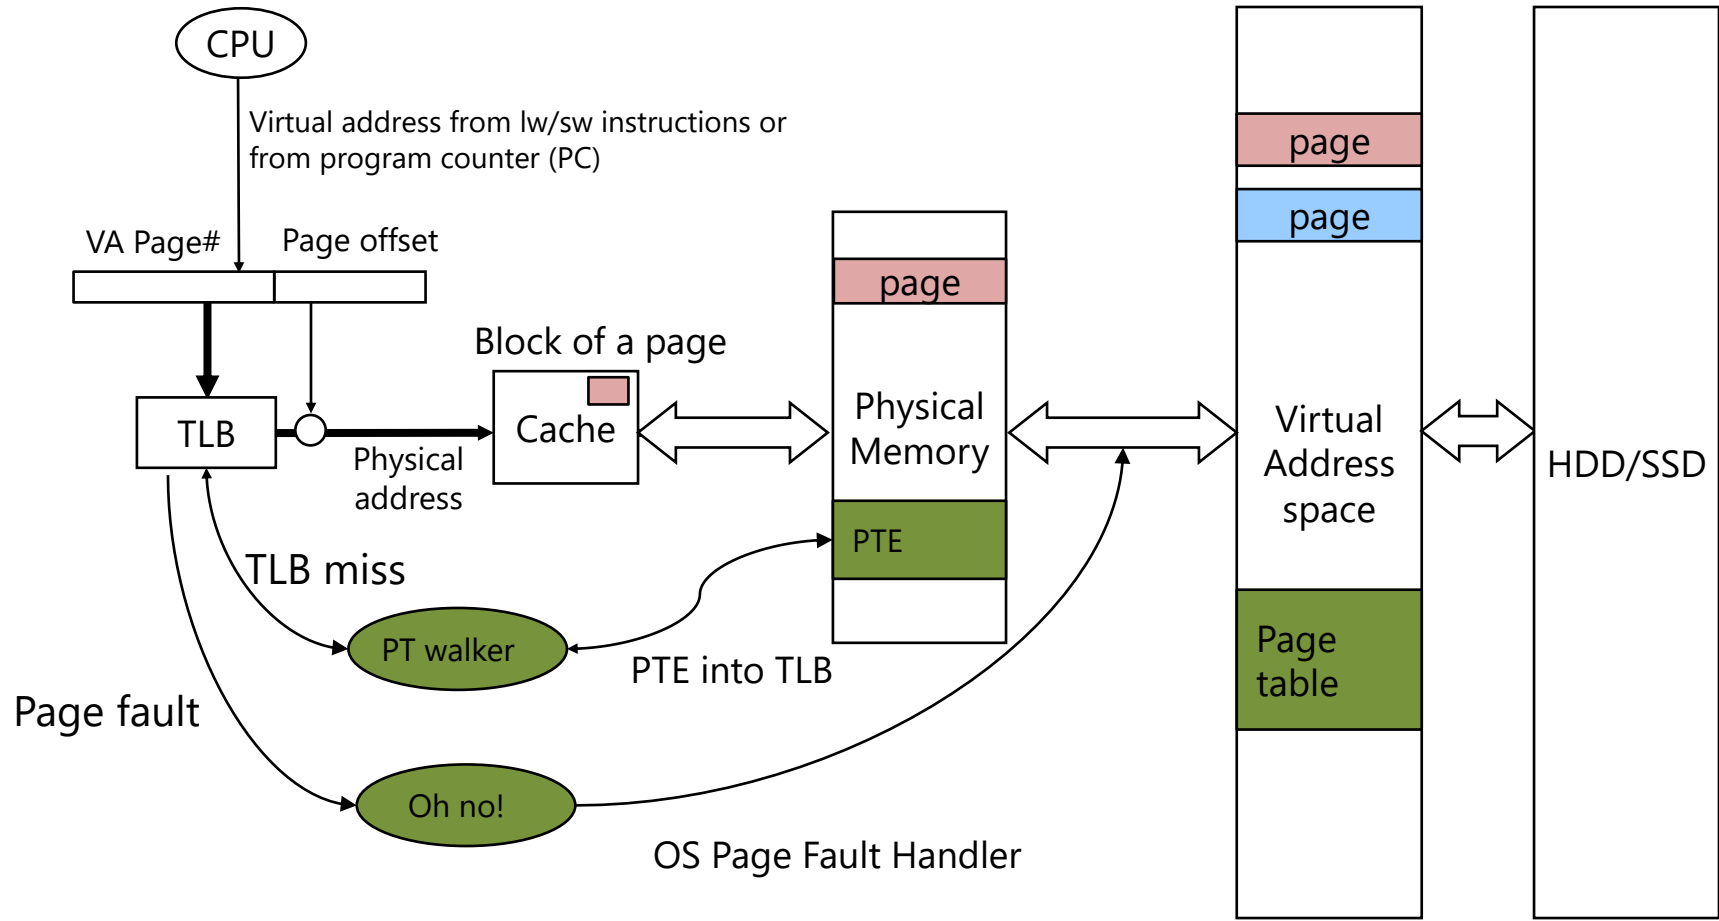 CPU
Virtual address from lw/sw instructions or
from program counter (PC)
VA Page#
Page offset
TLB
Physical
address
Block of a page
Cache
page
Physical
Memory
PTE
page
page
Virtual
Address
space
Page
table
HDD/SSD
TLB miss
PT walker
PTE into TLB
Page fault
Oh no!
OS Page Fault Handler